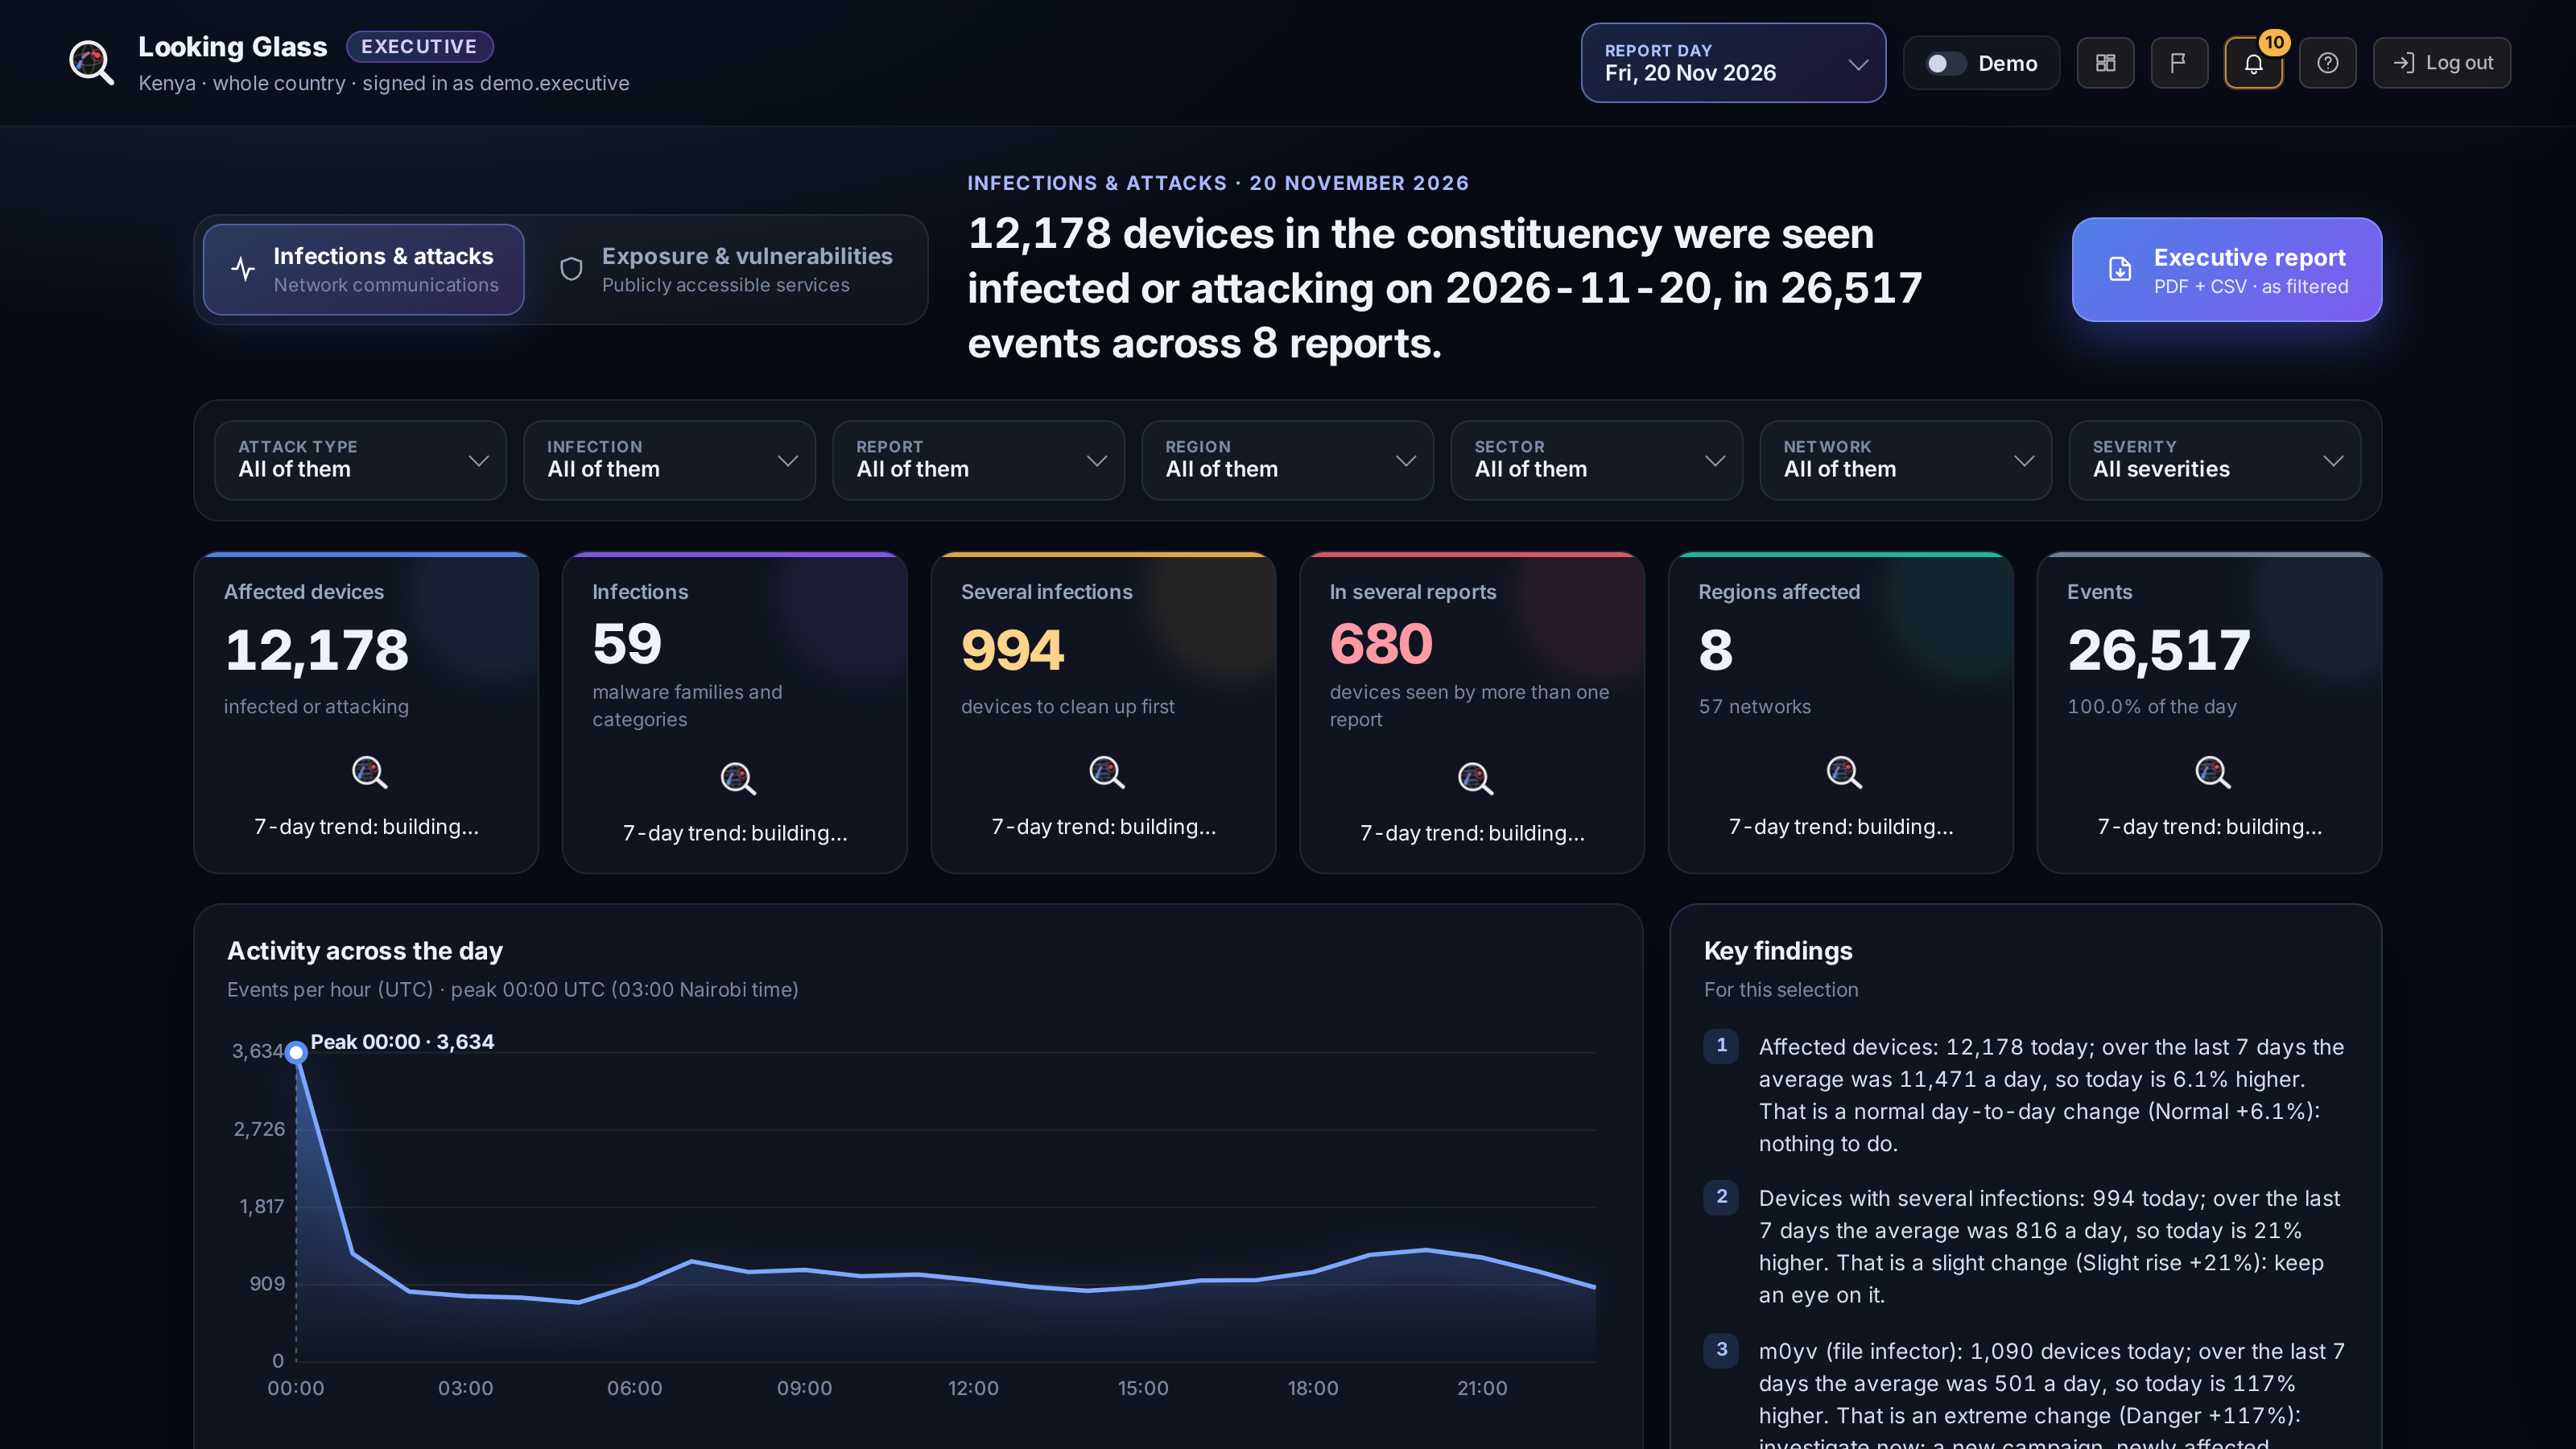 Looking Glass EXECUTIVE
Kenya · whole country · signed in as demo.executive
REPORT DAY
Fri, 20 Nov 2026
Demo
10
Log out
Infections & attacks
Network communications
Exposure & vulnerabilities
Publicly accessible services
INFECTIONS & ATTACKS · 20 NOVEMBER 2026
12,178 devices in the constituency were seen
infected or attacking on 2026-11-20, in 26,517
events across 8 reports.
Executive report
PDF + CSV · as filtered
ATTACK TYPE
All of them
INFECTION
All of them
REPORT
All of them
REGION
All of them
SECTOR
All of them
NETWORK
All of them
SEVERITY
All severities
Affected devices
12,178
infected or attacking
7-day trend: building...
Infections
59
malware families and
categories
7-day trend: building...
Several infections
994
devices to clean up first
7-day trend: building...
In several reports
680
devices seen by more than one
report
7-day trend: building...
Regions affected
8
57 networks
7-day trend: building...
Events
26,517
100.0% of the day
7-day trend: building...
Activity across the day
Events per hour (UTC) · peak 00:00 UTC (03:00 Nairobi time)
Peak 00:00 · 3,634
3,634
2,726
1,817
909
0
00:00 03:00 06:00 09:00 12:00 15:00 18:00 21:00
Key findings
For this selection
1 Affected devices: 12,178 today; over the last 7 days the
average was 11,471 a day, so today is 6.1% higher.
That is a normal day-to-day change (Normal +6.1%):
nothing to do.
2 Devices with several infections: 994 today; over the last
7 days the average was 816 a day, so today is 21%
higher. That is a slight change (Slight rise +21%): keep
an eye on it.
3 m0yv (file infector): 1,090 devices today; over the last 7
days the average was 501 a day, so today is 117%
higher. That is an extreme change (Danger +117%):
investigate now: a new campaign, newly affected